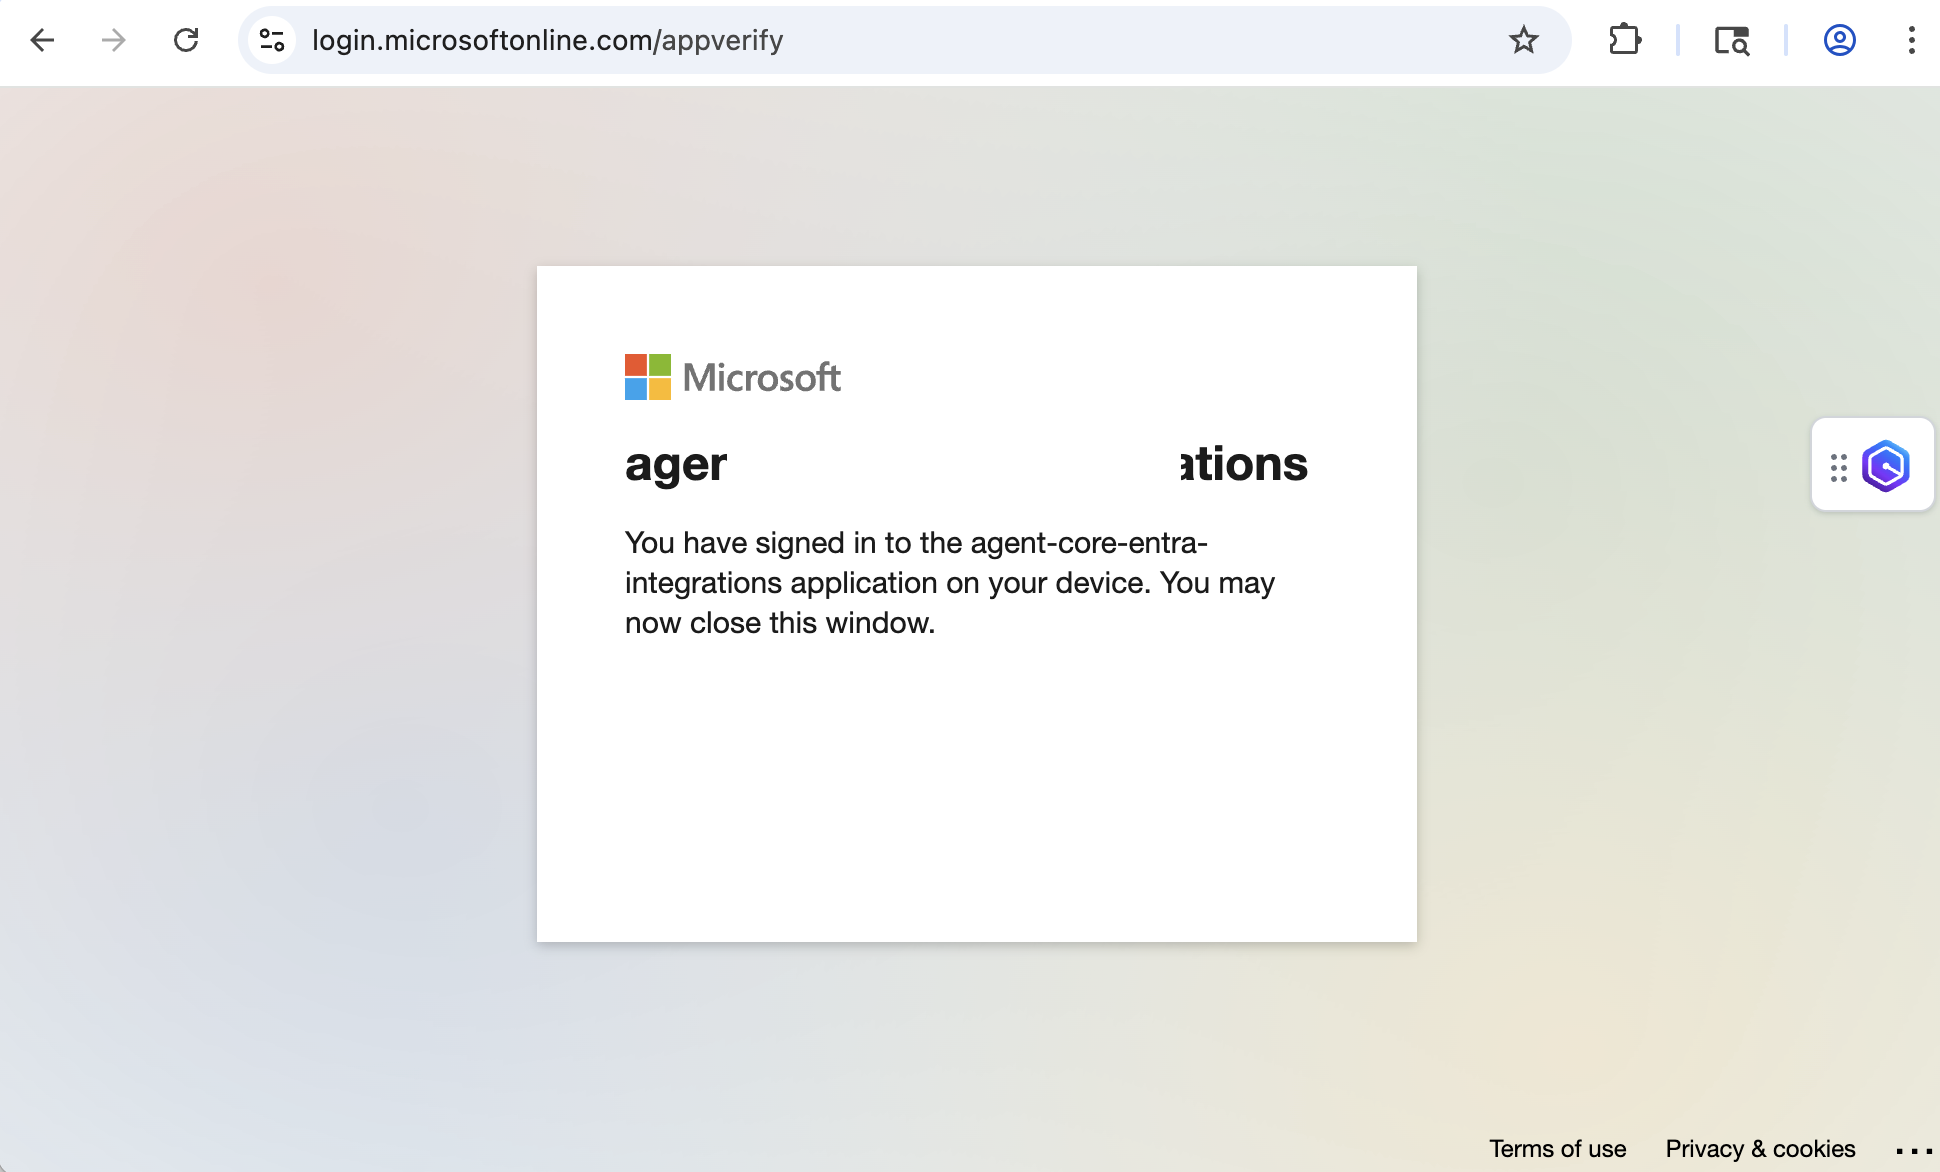 login.microsoftonline.com/appverify
Microsoft
ager ations
You have signed in to the agent-core-entra-
integrations application on your device. You may
now close this window.
Terms of use Privacy & cookies ...